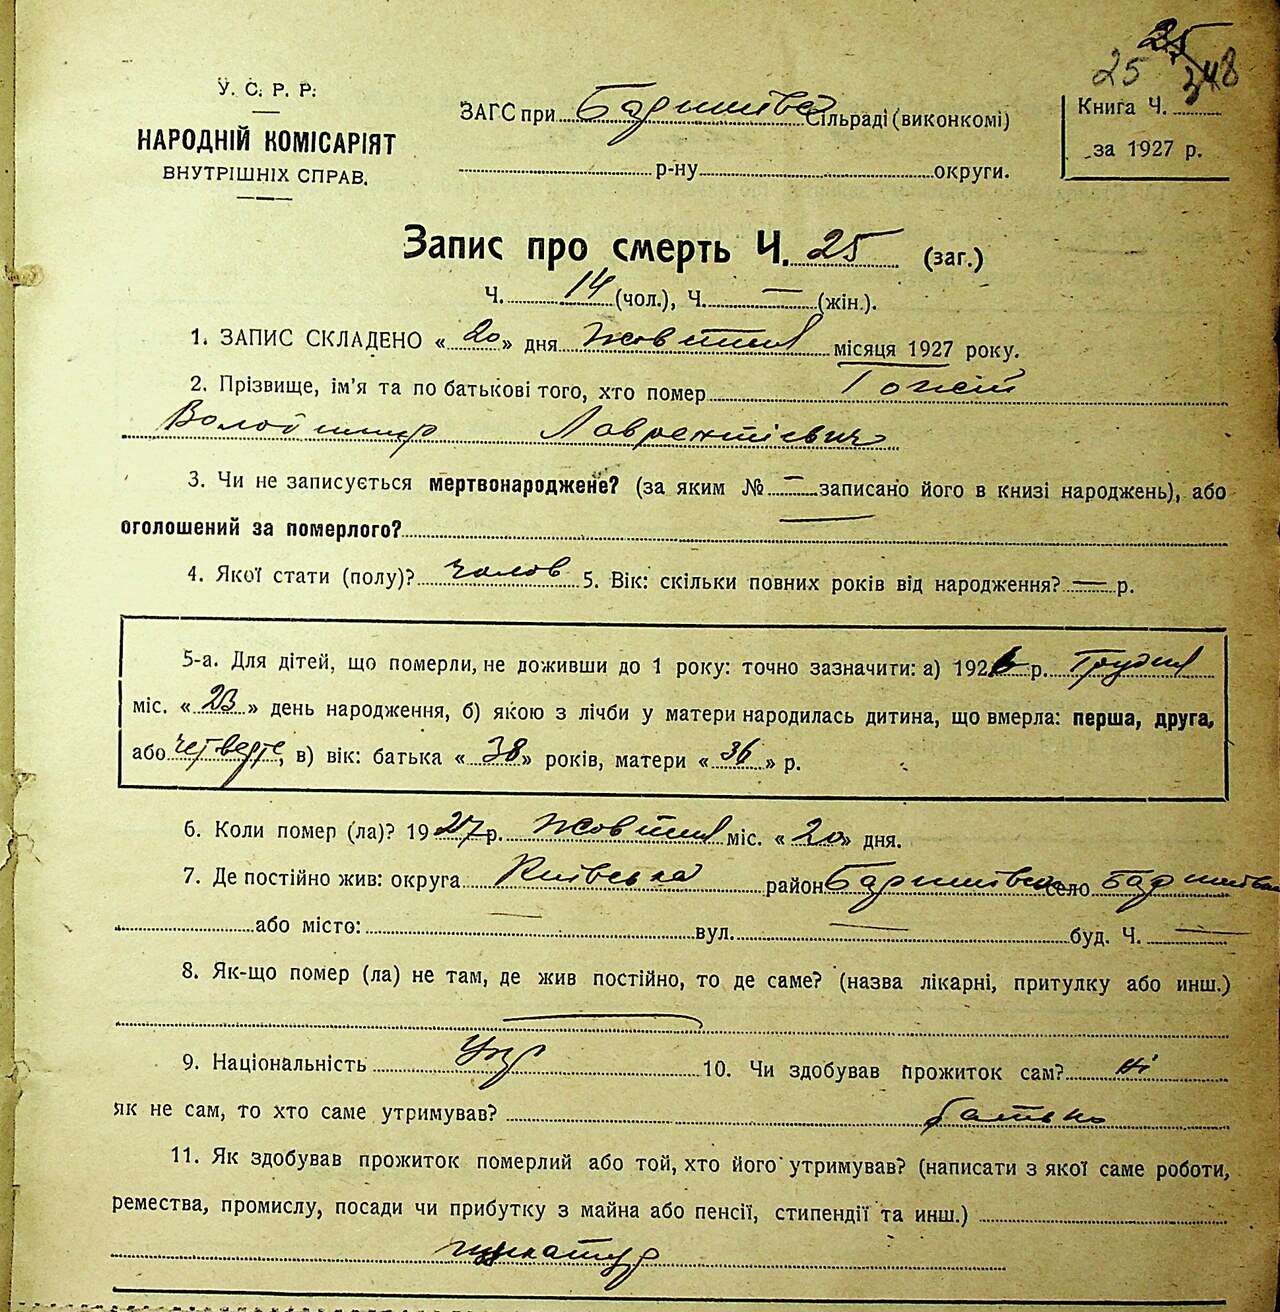 25
25 348
У. С. Р. Р.
НАРОДНІЙ КОМІСАРІЯТ
ВНУТРІШНІХ СПРАВ.
ЗАГС при Баришівсь Сільраді (виконкомі)
р-ну округи.
Книга Ч.
за 1927 р.
Запис про смерть Ч. 25 (заг.)
Ч. 14 (чол.), Ч. — (жін.).
1. ЗАПИС СКЛАДЕНО « 20 » дня Жовтня місяця 1927 року.
2. Прізвище, ім'я та по батькові того, хто помер
Володимир Лаврентієвич
3. Чи не записується мертвонароджене? (за яким № — записано його в книзі народжень), або
оголошений за померлого? —
4. Якої стати (полу)? чолов 5. Вік: скільки повних років від народження? — р.
5-а. Для дітей, що померли, не доживши до 1 року: точно зазначити: а) 1926 р. Грудня
міс. « 23 » день народження, б) якою з лічби у матери народилась дитина, що вмерла: перша, друга,
або четверте, в) вік: батька « 38 » років, матери « 36 » р.
6. Коли помер (ла)? 1927 р. Жовтня міс. « 20 » дня.
7. Де постійно жив: округа Київська район Баришівськ село Баришівка
або місто: — вул. — буд. Ч. —
8. Як-що помер (ла) не там, де жив постійно, то де саме? (назва лікарні, притулку або инш.)
—
9. Національність Укр 10. Чи здобував прожиток сам? ні
як не сам, то хто саме утримував? батько
11. Як здобував прожиток померлий або той, хто його утримував? (написати з якої саме роботи,
ремества, промислу, посади чи прибутку з майна або пенсії, стипендії та инш.)